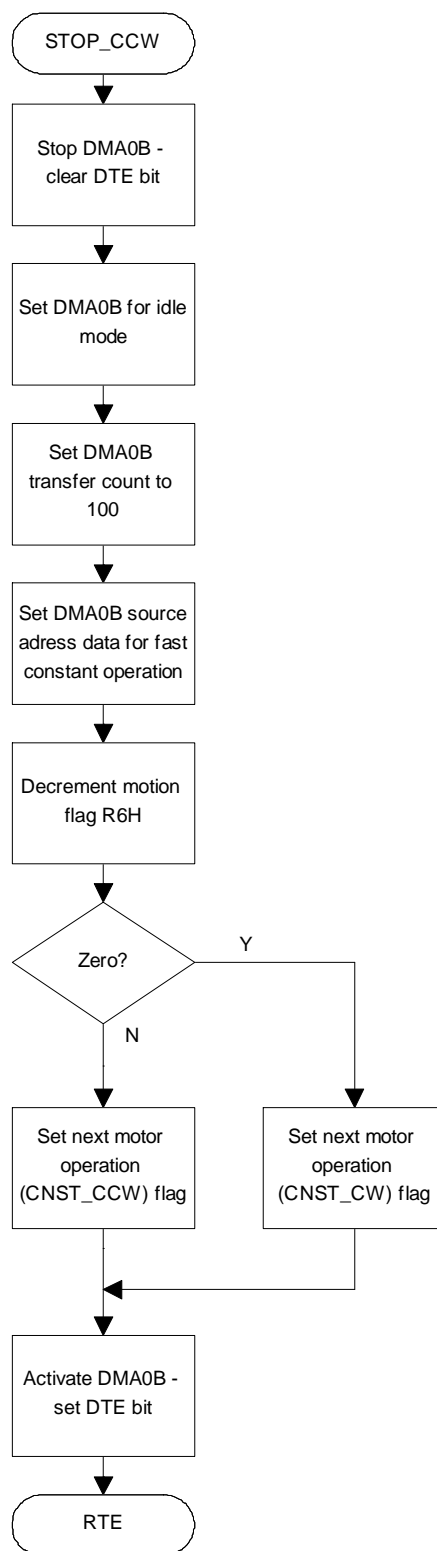 STOP_CCW
Stop DMA0B -
clear DTE bit
Set DMA0B for idle
mode
Set DMA0B
transfer count to
100
Set DMA0B source
adress data for fast
constant operation
Decrement motion
flag R6H
Zero?
Y
N
Set next motor
operation
(CNST_CCW) flag
Set next motor
operation
(CNST_CW) flag
Activate DMA0B -
set DTE bit
RTE